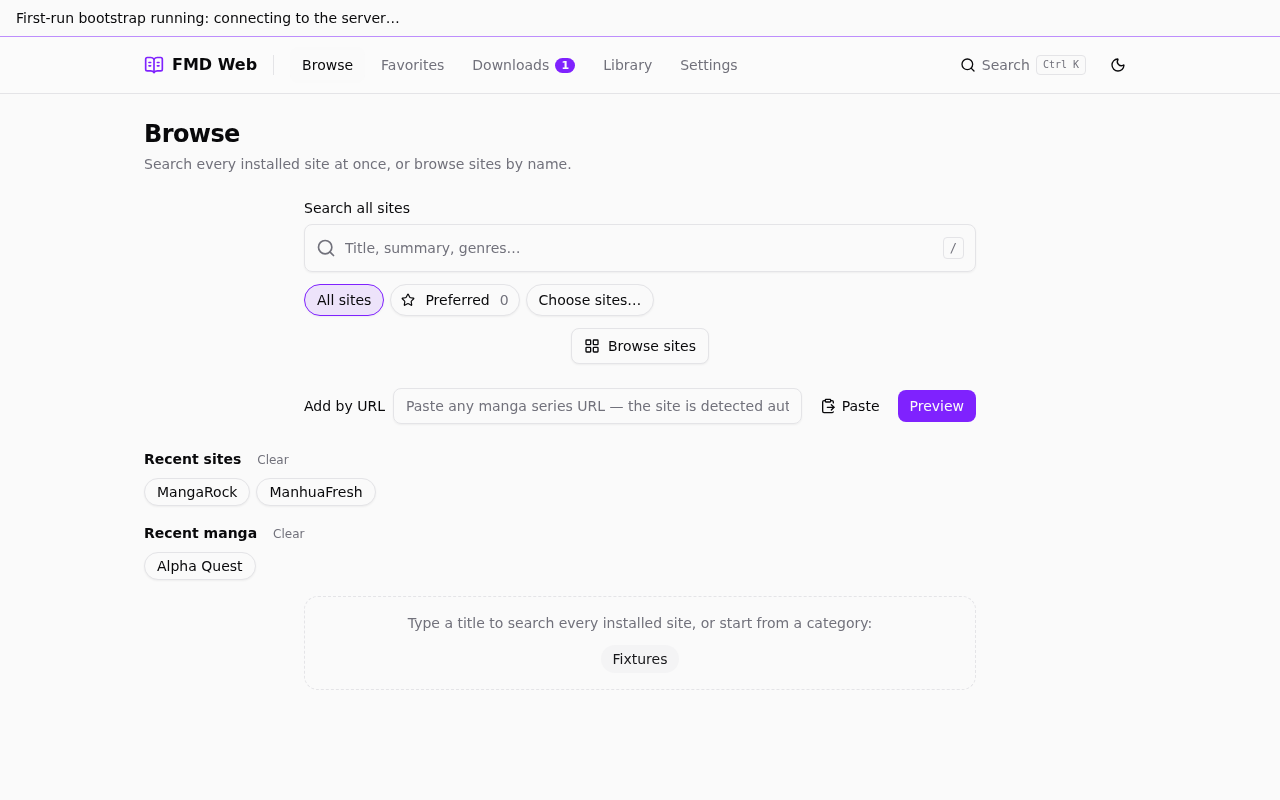 First-run bootstrap running: connecting to the server…
FMD Web
Browse
Favorites
Downloads 1
Library
Settings
Search Ctrl K
Browse
Search every installed site at once, or browse sites by name.
Search all sites
Title, summary, genres… /
All sites
Preferred 0
Choose sites…
Browse sites
Add by URL
Paste any manga series URL — the site is detected aut
Paste
Preview
Recent sites Clear
MangaRock
ManhuaFresh
Recent manga Clear
Alpha Quest
Type a title to search every installed site, or start from a category:
Fixtures